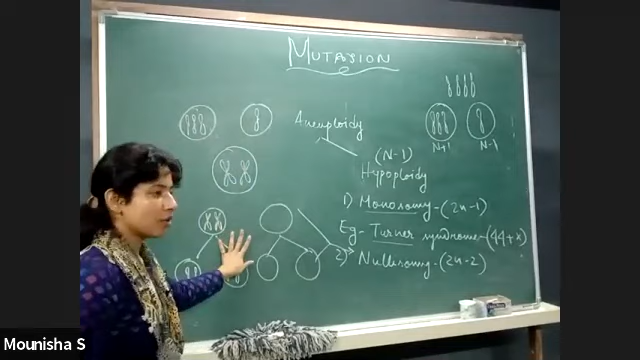 MUTATION
Aneuploidy
(N-1)
Hypoploidy
N+1
N-1
1) Monosomy - (2n-1)
Eg - Turner syndrome - (44+x)
2) Nullisomy - (2n-2)
Mounisha S